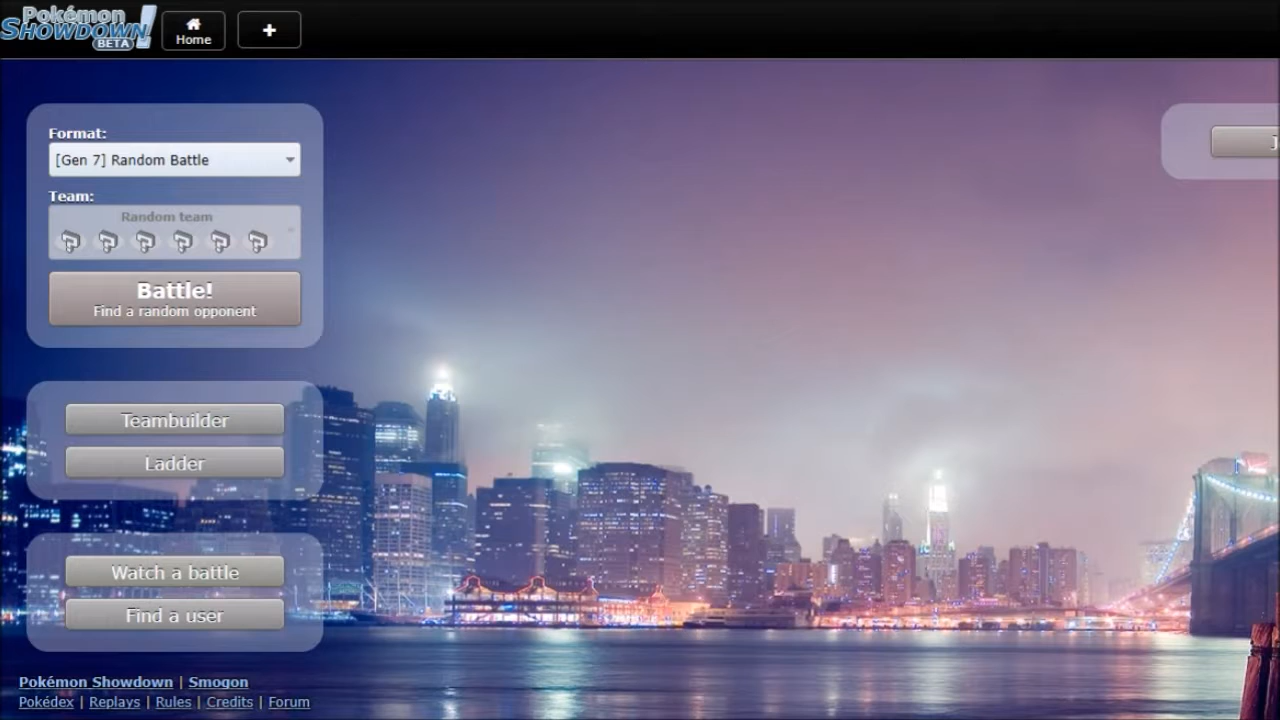 Pokémon
SHOWDOWN!
BETA
Home
Format:
[Gen 7] Random Battle
Team:
Random team
Battle!
Find a random opponent
Teambuilder
Ladder
Watch a battle
Find a user
Pokémon Showdown | Smogon
Pokédex | Replays | Rules | Credits | Forum